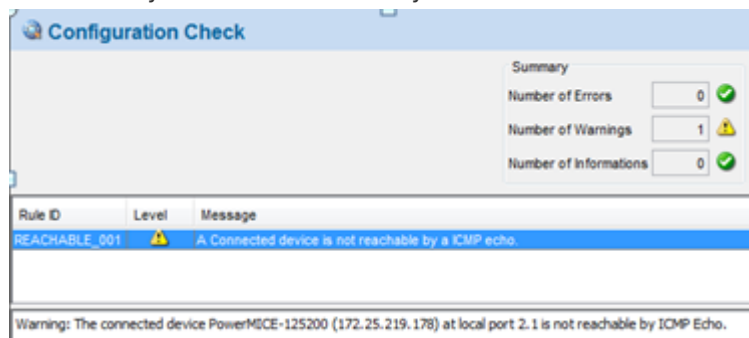 Configuration Check
Summary
Number of Errors 0
Number of Warnings 1
Number of Informations 0
Rule ID Level Message
REACHABLE_001 A Connected device is not reachable by a ICMP echo.
Warning: The connected device PowerMICE-125200 (172.25.219.178) at local port 2.1 is not reachable by ICMP Echo.